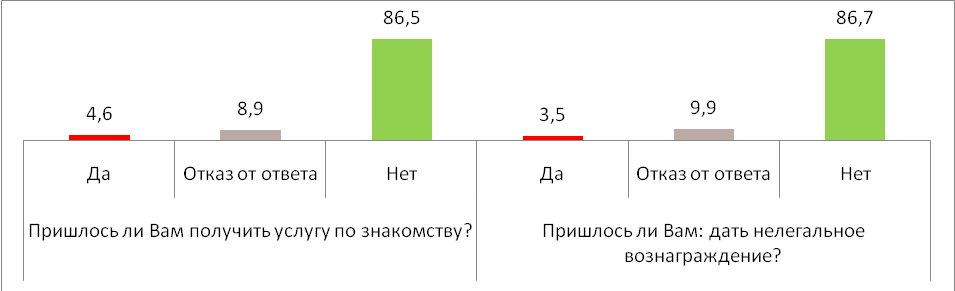 4,6
8,9
86,5
3,5
9,9
86,7
Да
Отказ от ответа
Нет
Да
Отказ от ответа
Нет
Пришлось ли Вам получить услугу по знакомству?
Пришлось ли Вам: дать нелегальное
вознаграждение?